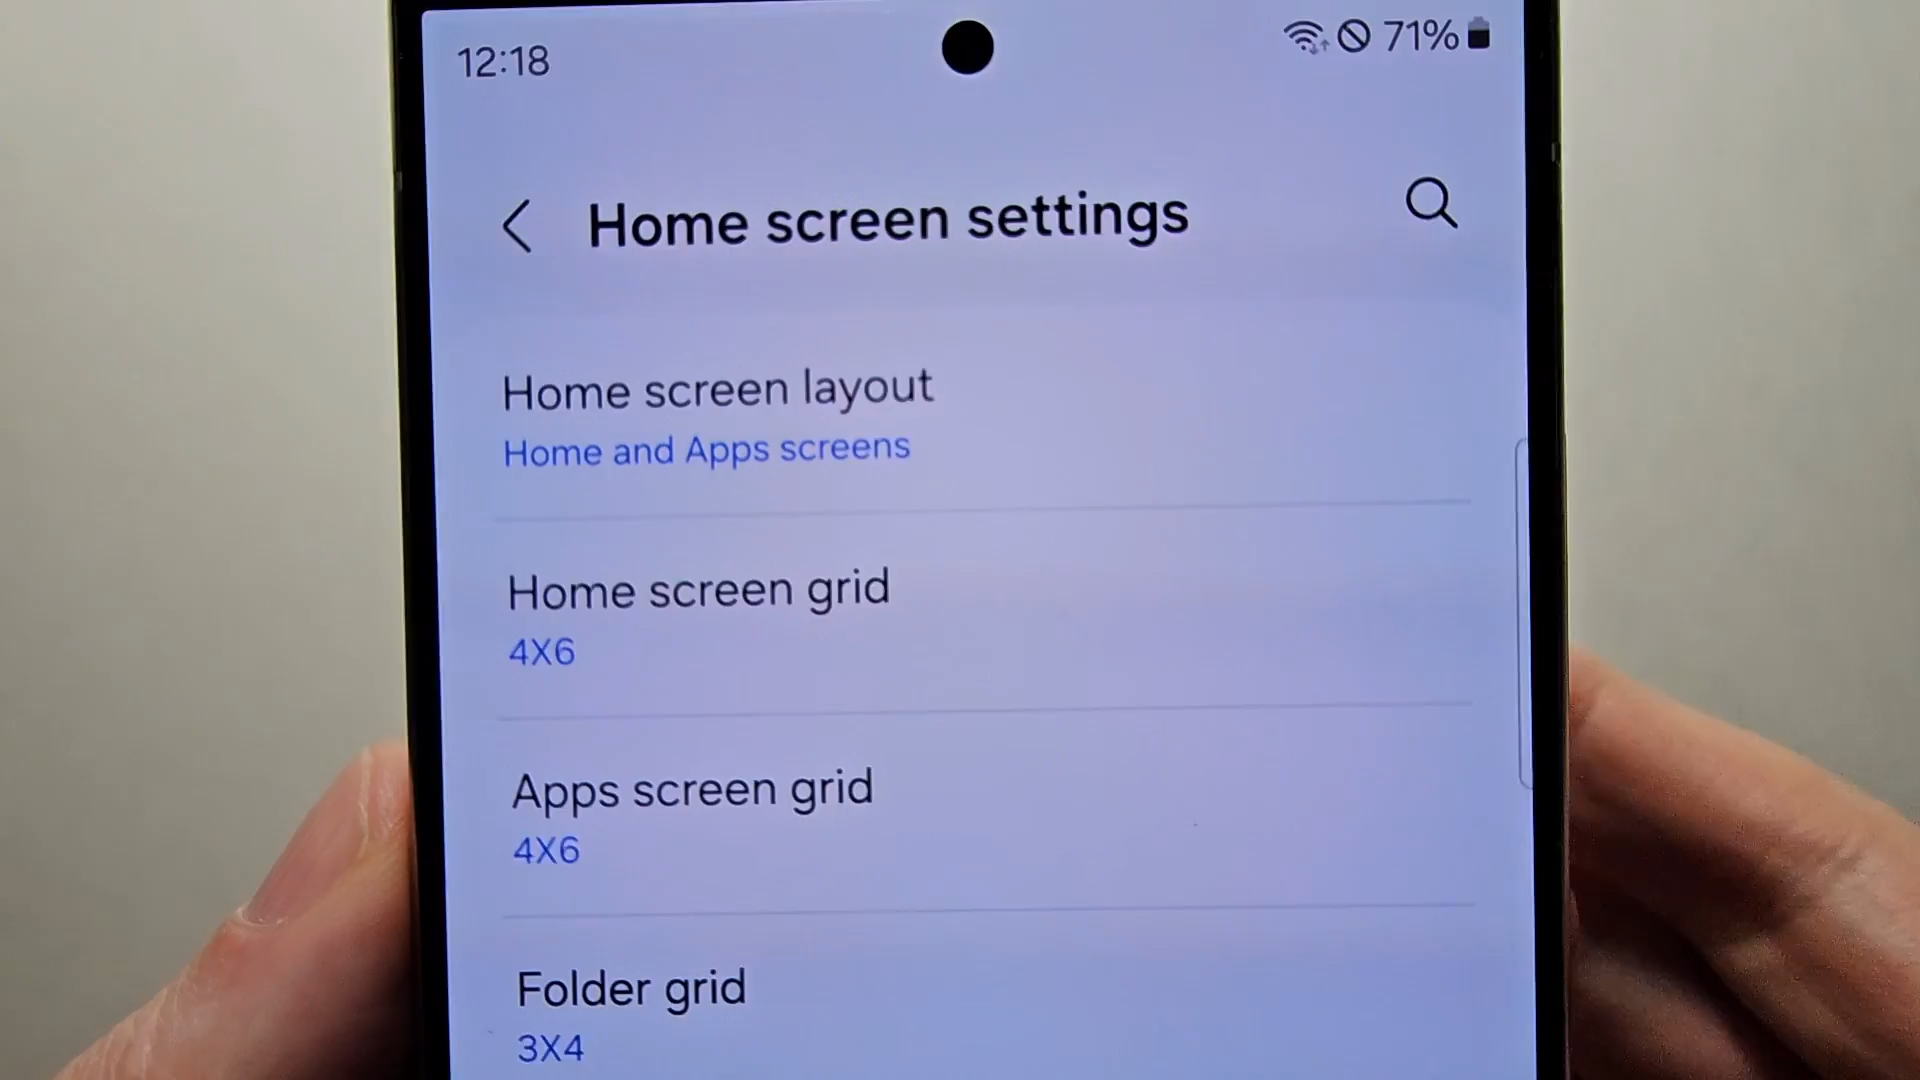 12:18
71%
Home screen settings
Home screen layout
Home and Apps screens
Home screen grid
4X6
Apps screen grid
4X6
Folder grid
3X4